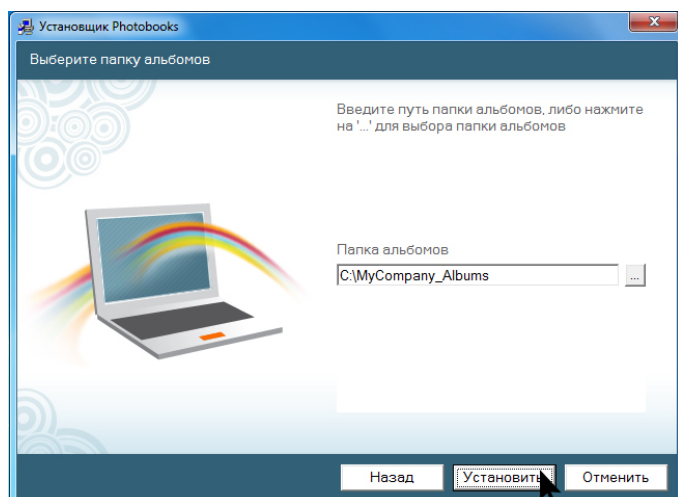 Установщик Photobooks
Выберите папку альбомов
Введите путь папки альбомов, либо нажмите
на '...' для выбора папки альбомов
Папка альбомов
C:\MyCompany_Albums
...
Назад
Установить
Отменить